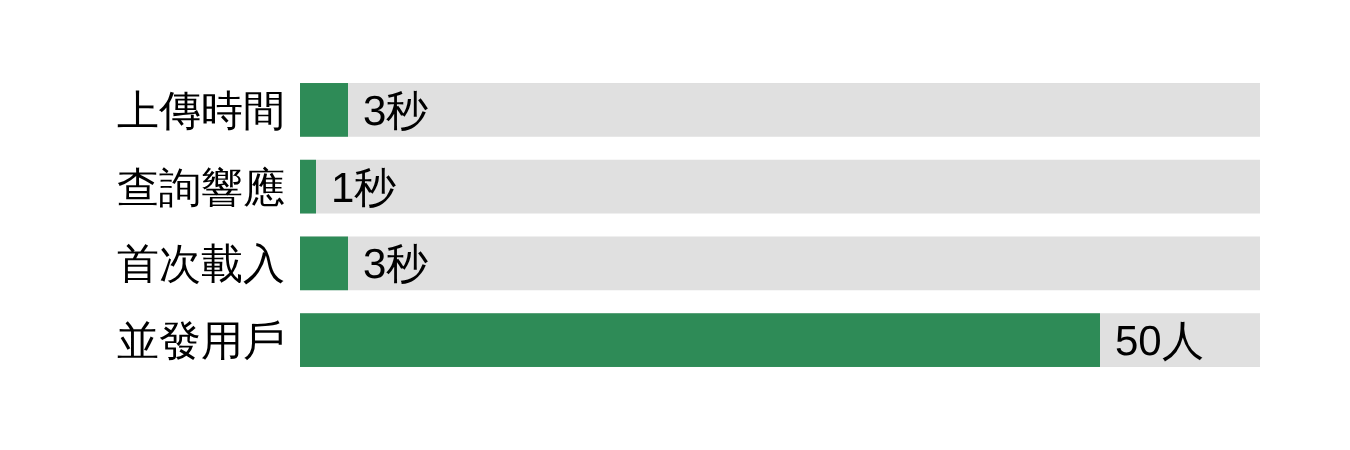 上傳時間 3秒
查詢響應 1秒
首次載入 3秒
並發用戶 50人